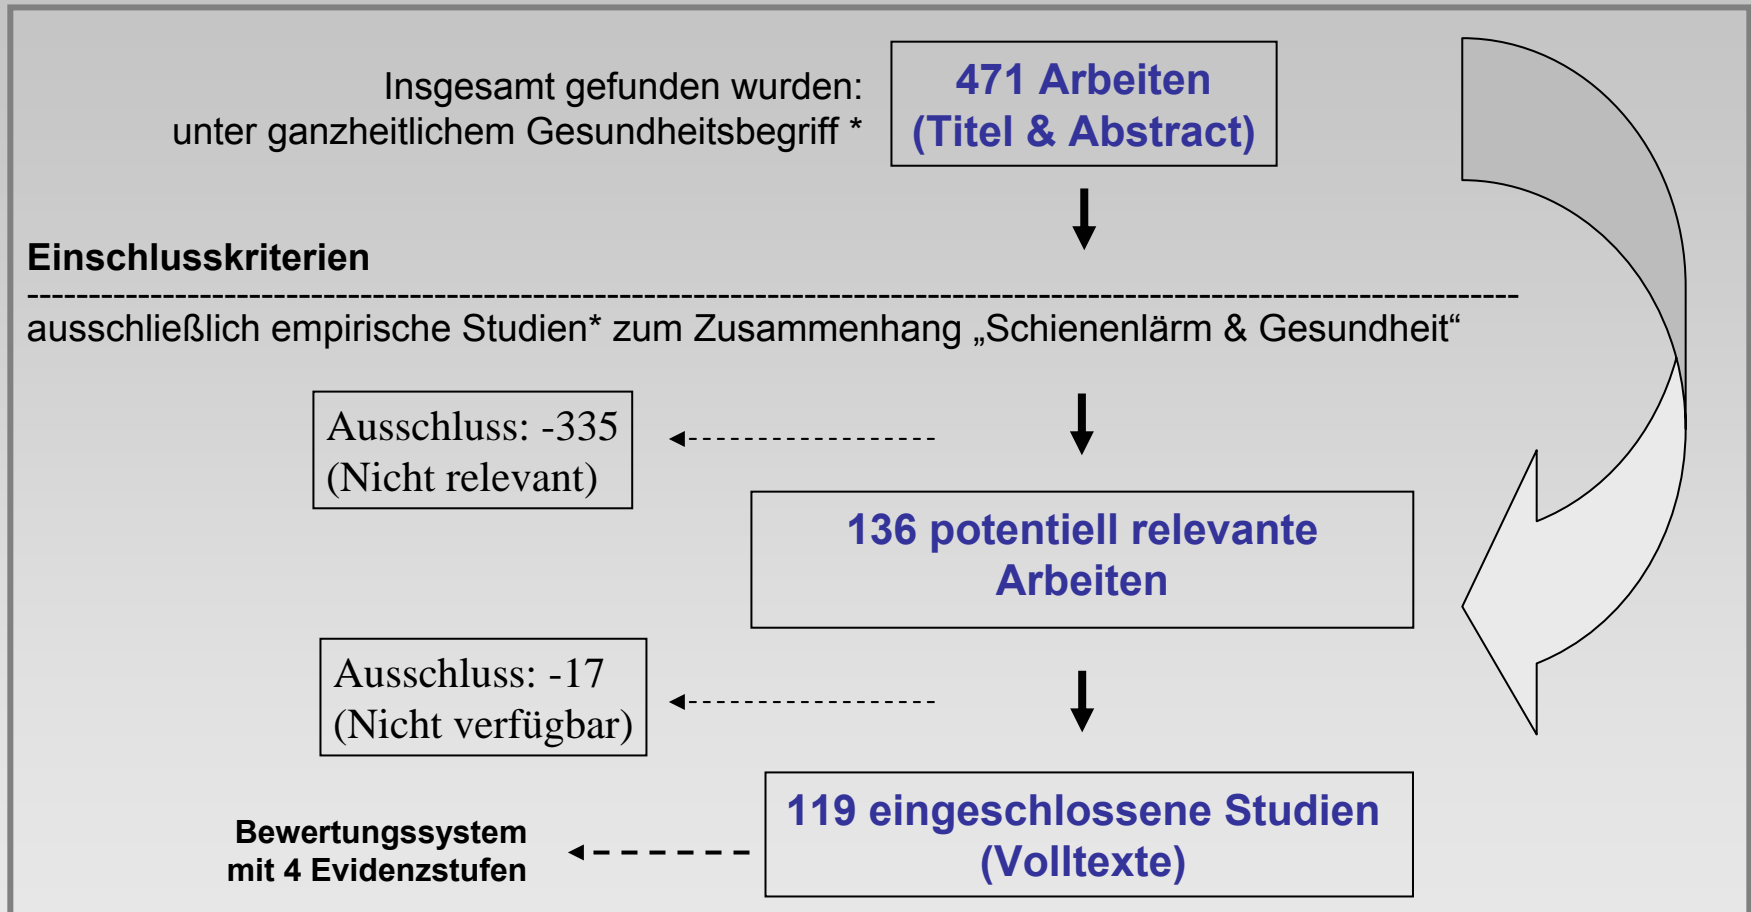 Insgesamt gefunden wurden:
unter ganzheitlichem Gesundheitsbegriff *
471 Arbeiten
(Titel & Abstract)
Einschlusskriterien
ausschließlich empirische Studien* zum Zusammenhang „Schienenlärm & Gesundheit“
Ausschluss: -335
(Nicht relevant)
136 potentiell relevante
Arbeiten
Ausschluss: -17
(Nicht verfügbar)
119 eingeschlossene Studien
(Volltexte)
Bewertungssystem
mit 4 Evidenzstufen